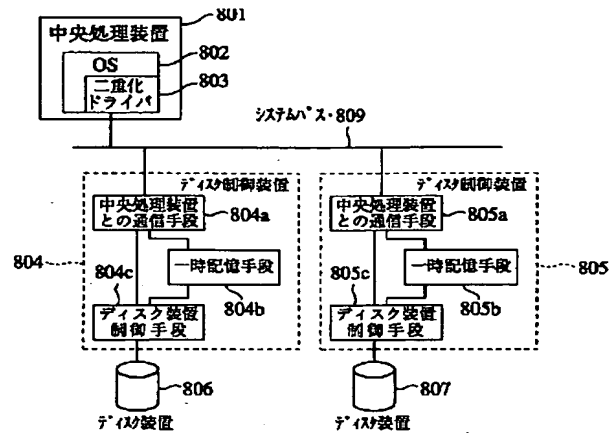 801
中央処理装置
802
OS
803
二重化
ドライバ
システムバス・809
ディスク制御装置
ディスク制御装置
中央処理装置
との通信手段
804a
中央処理装置
との通信手段
805a
804
804c
一時記憶手段
804b
805c
一時記憶手段
805b
805
ディスク装置
制御手段
ディスク装置
制御手段
806
807
ディスク装置
ディスク装置